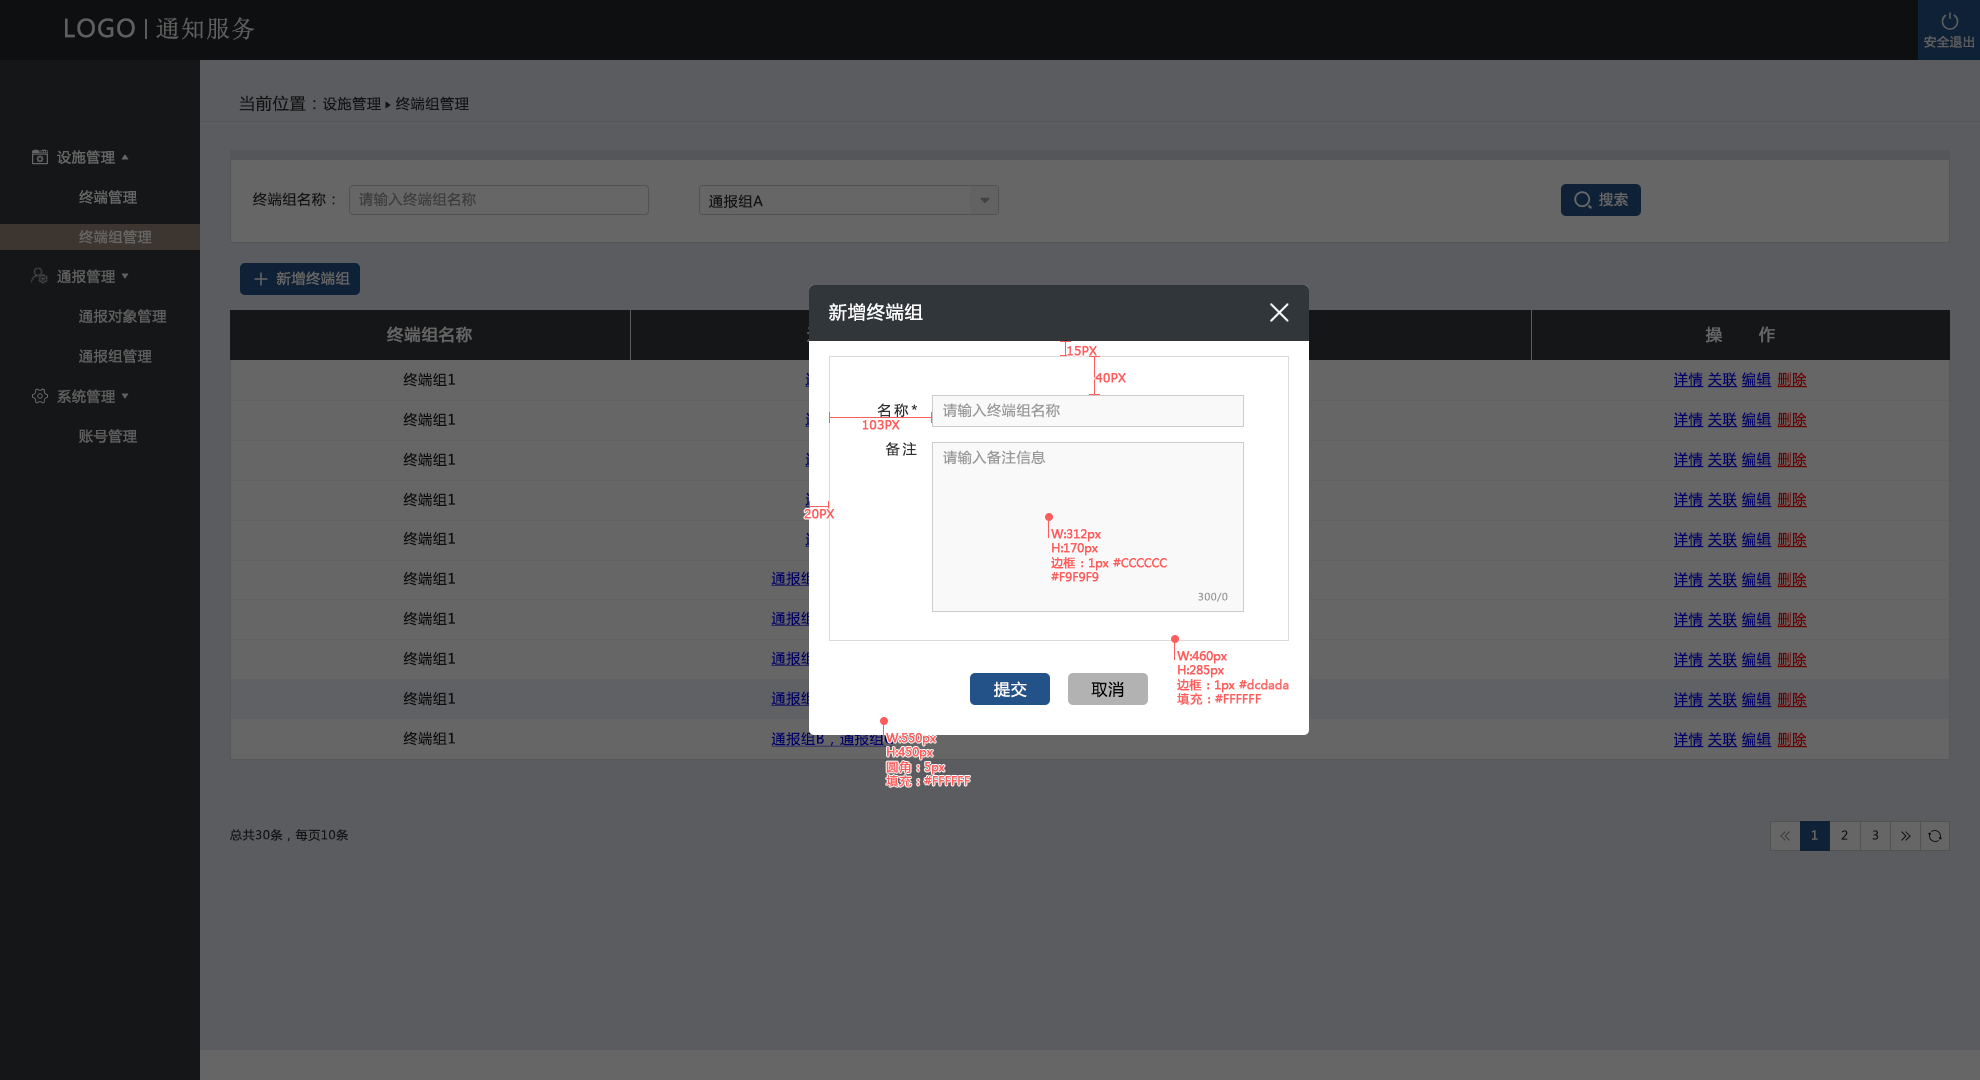 LOGO | 通知服务
安全退出
当前位置：设施管理 ▸ 终端组管理
设施管理
终端管理
终端组管理
通报管理
通报对象管理
通报组管理
系统管理
账号管理
终端组名称： 请输入终端组名称 通报组A 搜索
新增终端组
终端组名称 操 作
终端组1 详情 关联 编辑 删除
终端组1 详情 关联 编辑 删除
终端组1 详情 关联 编辑 删除
终端组1 详情 关联 编辑 删除
终端组1 详情 关联 编辑 删除
终端组1 通报组 详情 关联 编辑 删除
终端组1 通报组 详情 关联 编辑 删除
终端组1 通报组 详情 关联 编辑 删除
终端组1 通报组 详情 关联 编辑 删除
终端组1 通报组B，通报组 详情 关联 编辑 删除
新增终端组
15PX
40PX
名称* 请输入终端组名称
103PX
备注 请输入备注信息
20PX
W:312px
H:170px
边框：1px #CCCCCC
#F9F9F9
300/0
W:460px
H:285px
边框：1px #dcdada
填充：#FFFFFF
提交 取消
W:550px
H:450px
圆角：5px
填充：#FFFFFF
总共30条，每页10条
« 1 2 3 »